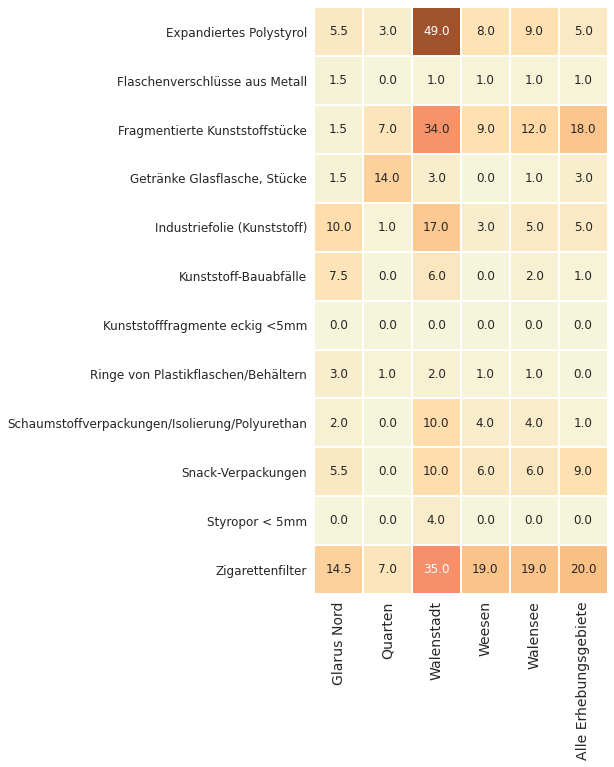 Expandiertes Polystyrol 5.5 3.0 49.0 8.0 9.0 5.0
Flaschenverschlüsse aus Metall 1.5 0.0 1.0 1.0 1.0 1.0
Fragmentierte Kunststoffstücke 1.5 7.0 34.0 9.0 12.0 18.0
Getränke Glasflasche, Stücke 1.5 14.0 3.0 0.0 1.0 3.0
Industriefolie (Kunststoff) 10.0 1.0 17.0 3.0 5.0 5.0
Kunststoff-Bauabfälle 7.5 0.0 6.0 0.0 2.0 1.0
Kunststofffragmente eckig <5mm 0.0 0.0 0.0 0.0 0.0 0.0
Ringe von Plastikflaschen/Behältern 3.0 1.0 2.0 1.0 1.0 0.0
Schaumstoffverpackungen/Isolierung/Polyurethan 2.0 0.0 10.0 4.0 4.0 1.0
Snack-Verpackungen 5.5 0.0 10.0 6.0 6.0 9.0
Styropor < 5mm 0.0 0.0 4.0 0.0 0.0 0.0
Zigarettenfilter 14.5 7.0 35.0 19.0 19.0 20.0
Glarus Nord
Quarten
Walenstadt
Weesen
Walensee
Alle Erhebungsgebiete